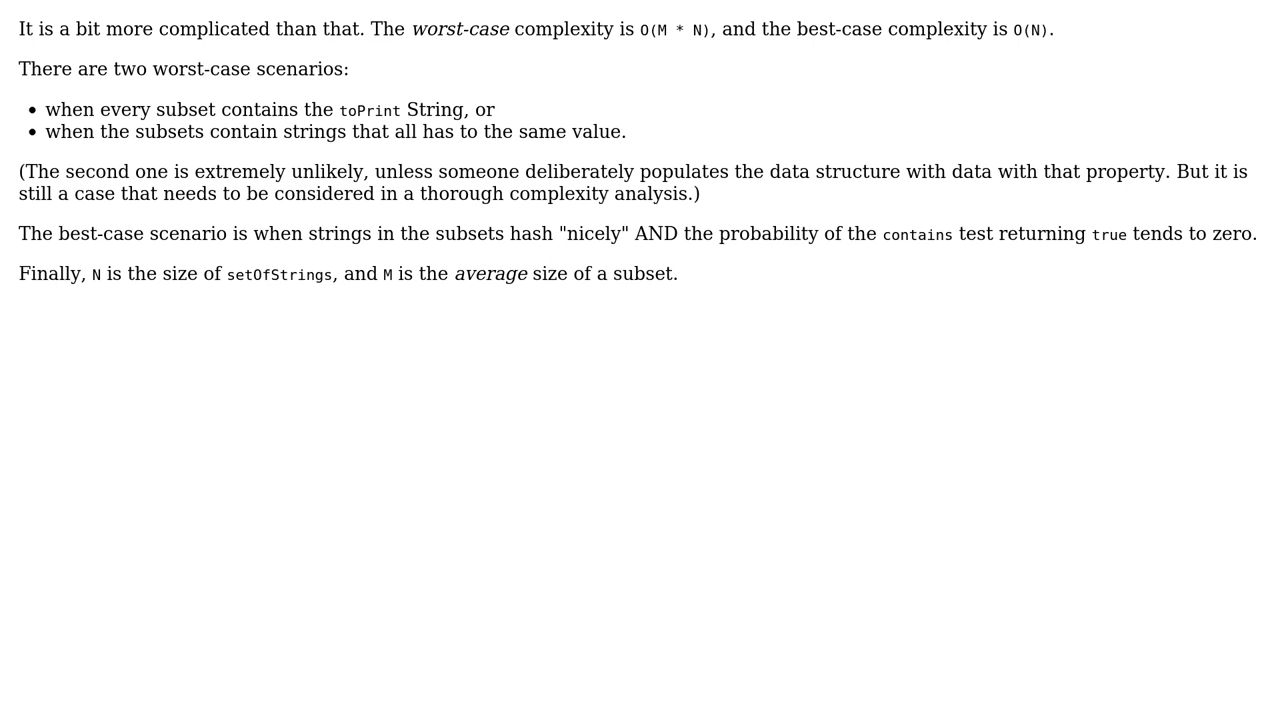 It is a bit more complicated than that. The worst-case complexity is O(M * N), and the best-case complexity is O(N).
There are two worst-case scenarios:
• when every subset contains the toPrint String, or
• when the subsets contain strings that all has to the same value.
(The second one is extremely unlikely, unless someone deliberately populates the data structure with data with that property. But it is
still a case that needs to be considered in a thorough complexity analysis.)
The best-case scenario is when strings in the subsets hash "nicely" AND the probability of the contains test returning true tends to zero.
Finally, N is the size of setOfStrings, and M is the average size of a subset.